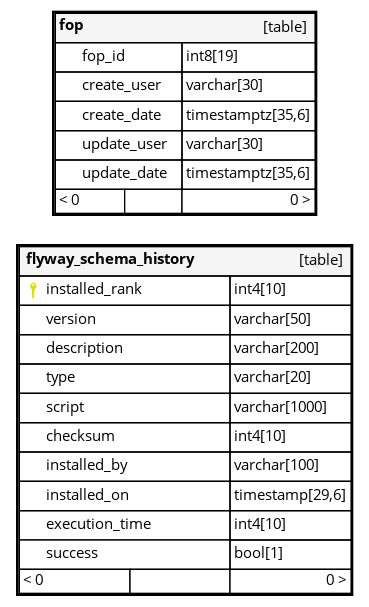 fop [table]
fop_id int8[19]
create_user varchar[30]
create_date timestamptz[35,6]
update_user varchar[30]
update_date timestamptz[35,6]
< 0 0 >
flyway_schema_history [table]
installed_rank int4[10]
version varchar[50]
description varchar[200]
type varchar[20]
script varchar[1000]
checksum int4[10]
installed_by varchar[100]
installed_on timestamp[29,6]
execution_time int4[10]
success bool[1]
< 0 0 >